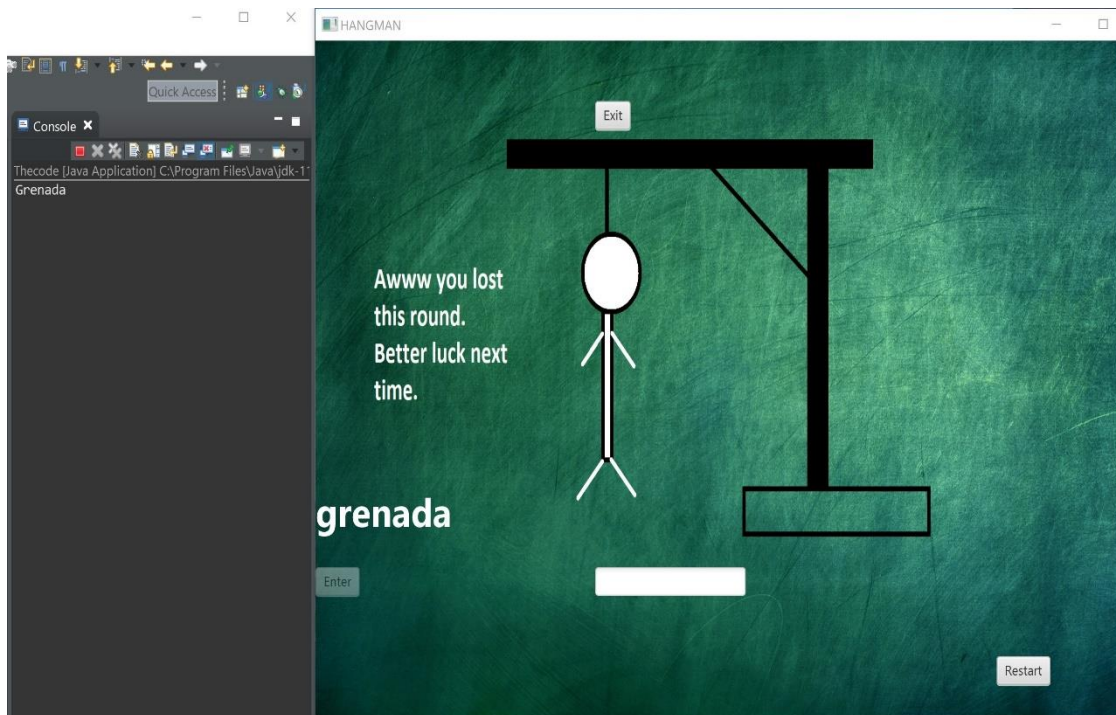 Quick Access
Console
Thecode [Java Application] C:\Program Files\Java\jdk-1
Grenada
HANGMAN
Exit
Awww you lost
this round.
Better luck next
time.
grenada
Enter
Restart